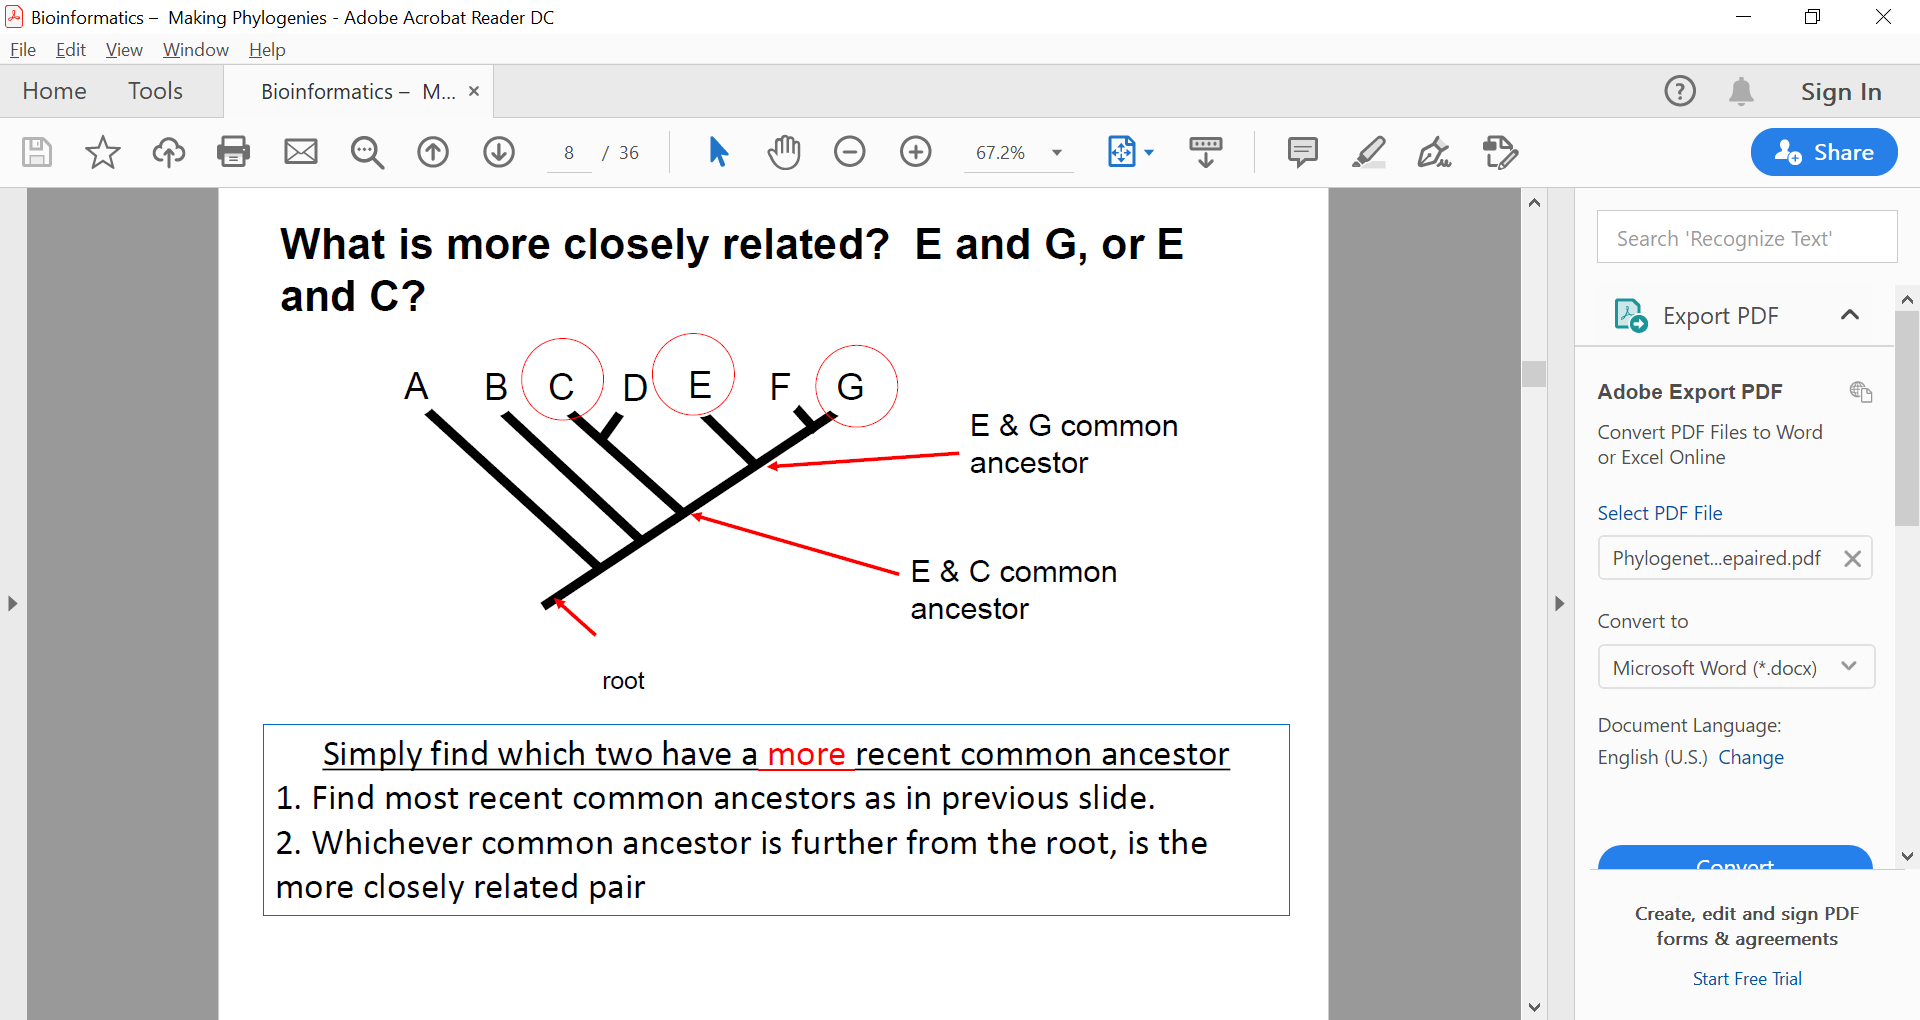 Bioinformatics –  Making Phylogenies - Adobe Acrobat Reader DC
File Edit View Window Help
Home Tools Bioinformatics –  M... × Sign In
8 / 36 67.2% Share
What is more closely related?  E and G, or E
and C?
A B C D E F G
E & G common
ancestor
E & C common
ancestor
root
Simply find which two have a more recent common ancestor
1. Find most recent common ancestors as in previous slide.
2. Whichever common ancestor is further from the root, is the
more closely related pair
Search 'Recognize Text'
Export PDF
Adobe Export PDF
Convert PDF Files to Word
or Excel Online
Select PDF File
Phylogenet...epaired.pdf
Convert to
Microsoft Word (*.docx)
Document Language:
English (U.S.) Change
Convert
Create, edit and sign PDF
forms & agreements
Start Free Trial